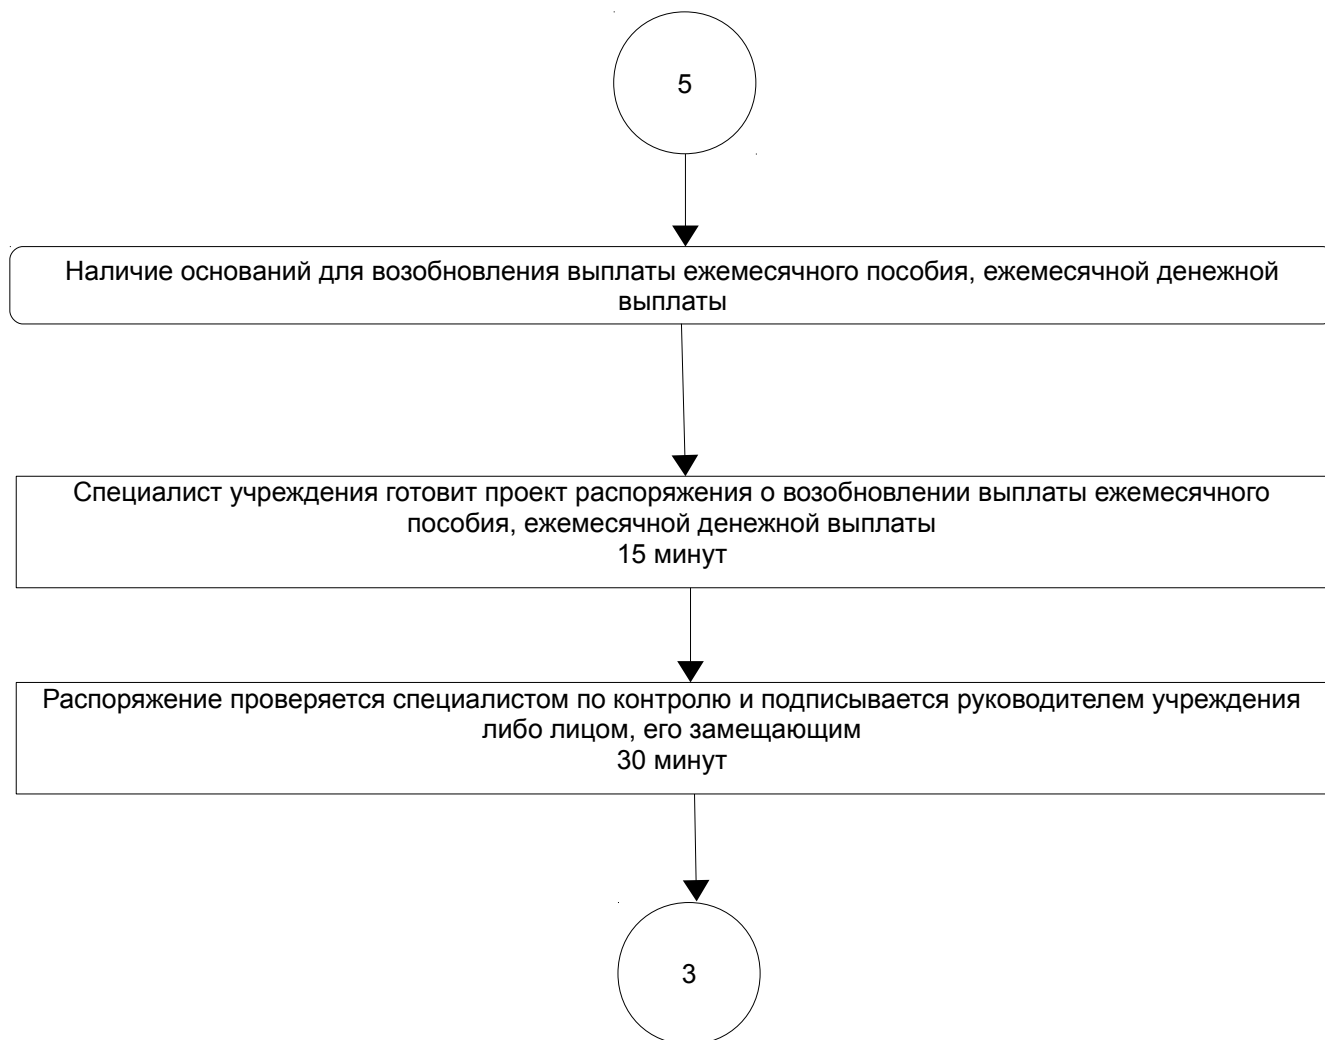 5
Наличие оснований для возобновления выплаты ежемесячного пособия, ежемесячной денежной
выплаты
Специалист учреждения готовит проект распоряжения о возобновлении выплаты ежемесячного
пособия, ежемесячной денежной выплаты
15 минут
Распоряжение проверяется специалистом по контролю и подписывается руководителем учреждения
либо лицом, его замещающим
30 минут
3